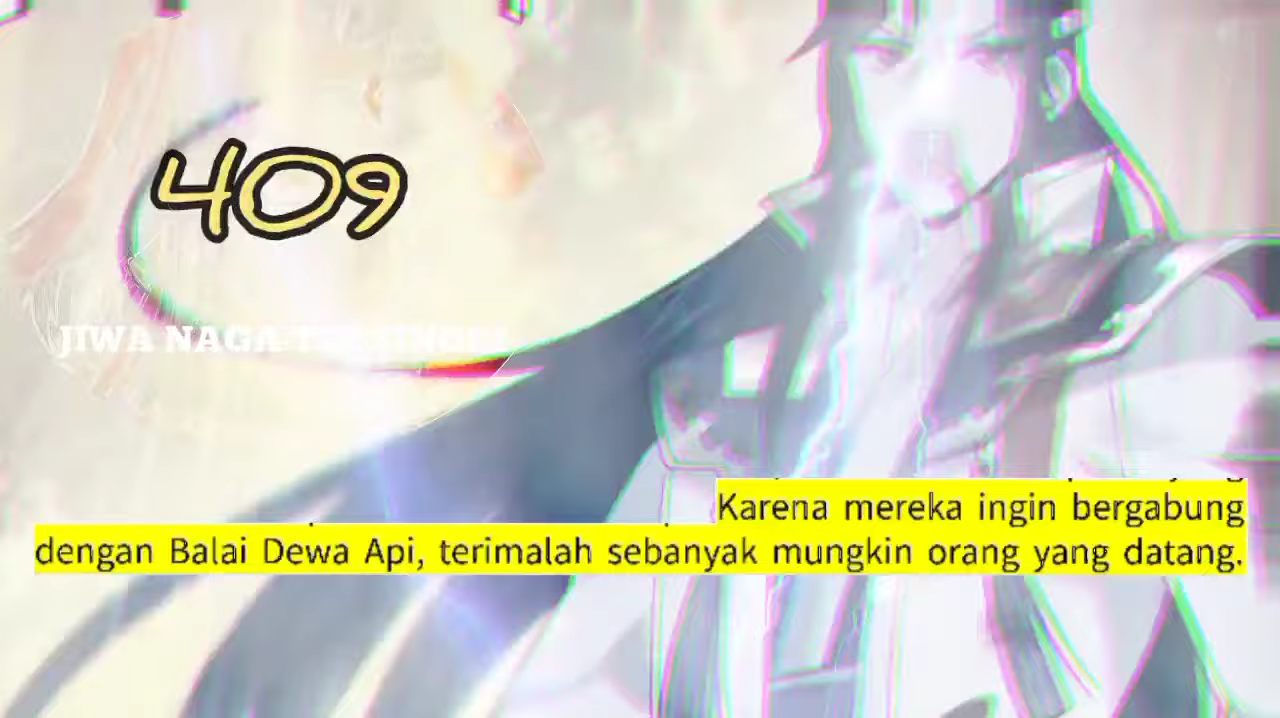 409
JIWA NAGA
Karena mereka ingin bergabung
dengan Balai Dewa Api, terimalah sebanyak mungkin orang yang datang.